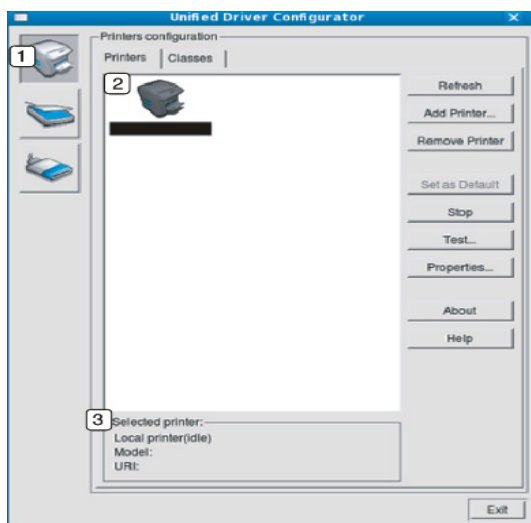 Unified Driver Configurator
1
Printers configuration
Printers Classes
2
Refresh
Add Printer...
Remove Printer
Set as Default
Stop
Test...
Properties...
About
Help
3
Selected printer:
Local printer(idle)
Model:
URI:
Exit